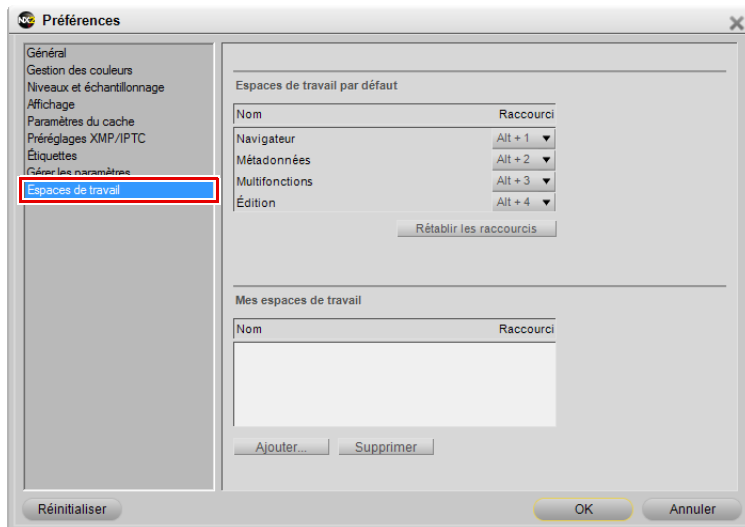 NX2 Préférences
Général
Gestion des couleurs
Niveaux et échantillonnage
Affichage
Paramètres du cache
Préréglages XMP/IPTC
Étiquettes
Gérer les paramètres
Espaces de travail
Espaces de travail par défaut
Nom Raccourci
Navigateur Alt + 1
Métadonnées Alt + 2
Multifonctions Alt + 3
Édition Alt + 4
Rétablir les raccourcis
Mes espaces de travail
Nom Raccourci
Ajouter... Supprimer
Réinitialiser OK Annuler